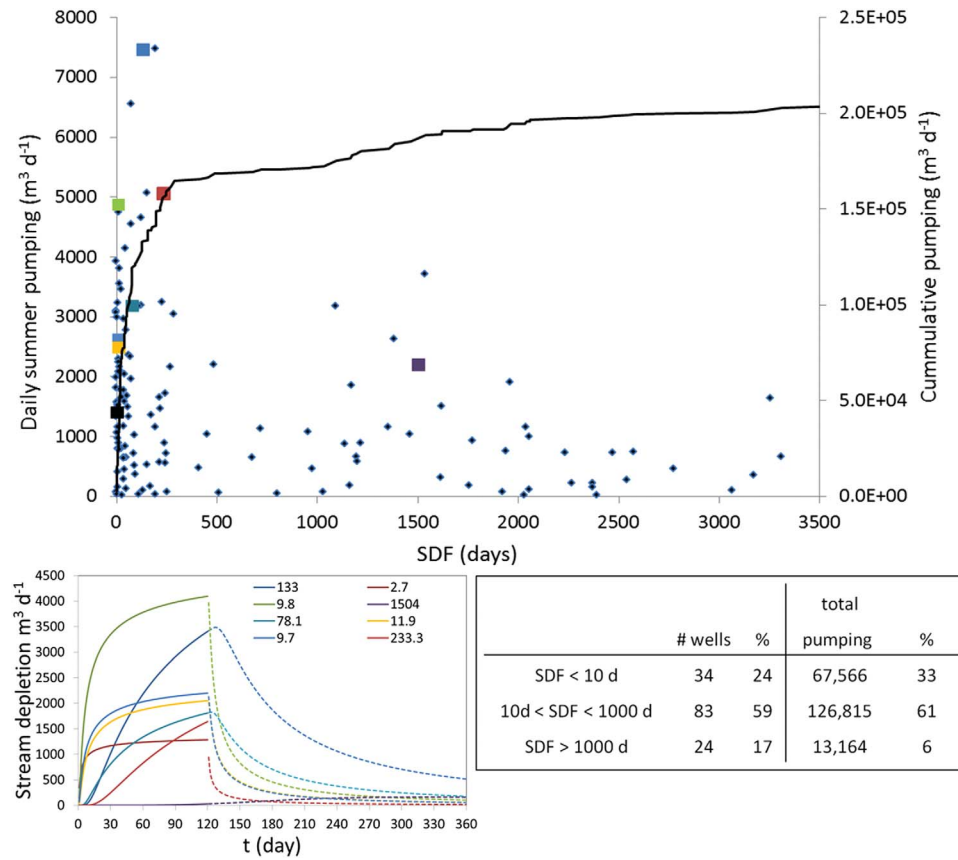 8000
7000
6000
5000
4000
3000
2000
1000
0
Daily summer pumping (m³ d⁻¹)
2.5E+05
2.0E+05
1.5E+05
1.0E+05
5.0E+04
0.0E+00
Cummulative pumping (m³ d⁻¹)
0 500 1000 1500 2000 2500 3000 3500
SDF (days)
4500
4000
3500
3000
2500
2000
1500
1000
500
0
Stream depletion m³ d⁻¹
133 2.7
9.8 1504
78.1 11.9
9.7 233.3
0 30 60 90 120 150 180 210 240 270 300 330 360
t (day)
total
# wells % pumping %
SDF < 10 d 34 24 67,566 33
10d < SDF < 1000 d 83 59 126,815 61
SDF > 1000 d 24 17 13,164 6